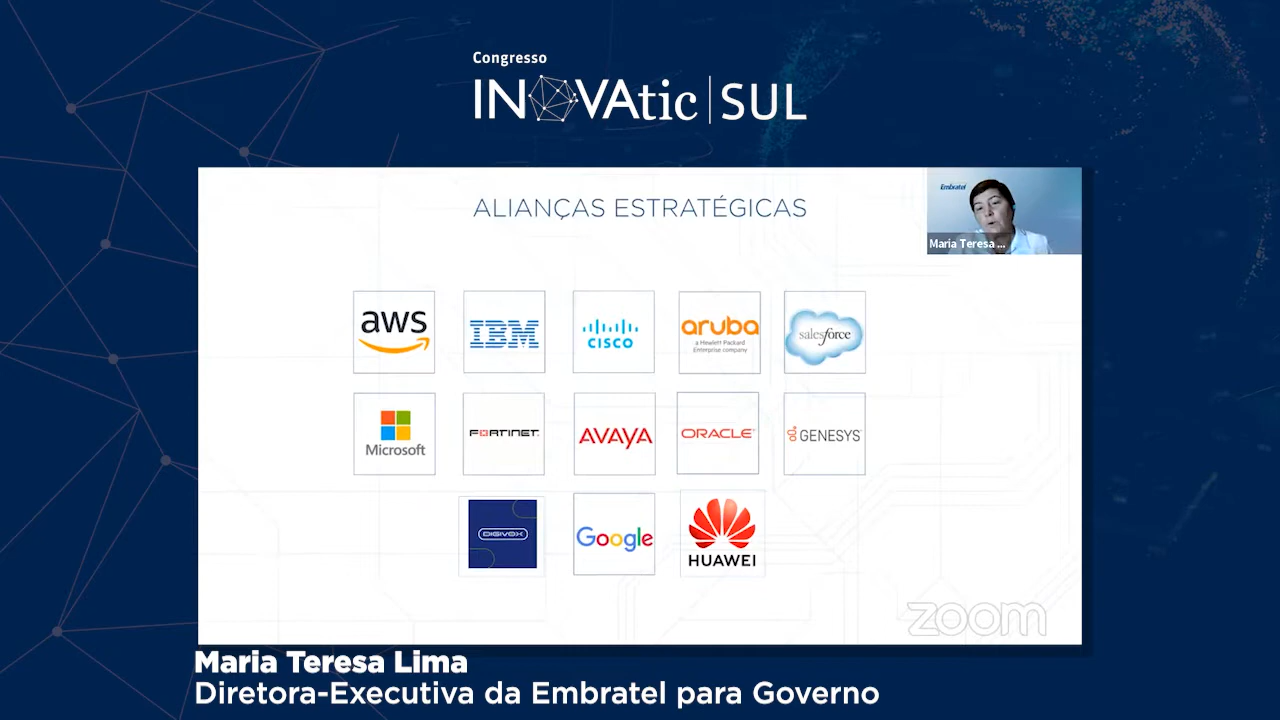 Congresso
INOVAtic | SUL
ALIANÇAS ESTRATÉGICAS
Embratel
Maria Teresa ...
aws
IBM
CISCO
aruba
a Hewlett Packard
Enterprise company
salesforce
Microsoft
FORTINET
AVAYA
ORACLE
GENESYS
DIGIVOX
Google
HUAWEI
zoom
Maria Teresa Lima
Diretora-Executiva da Embratel para Governo